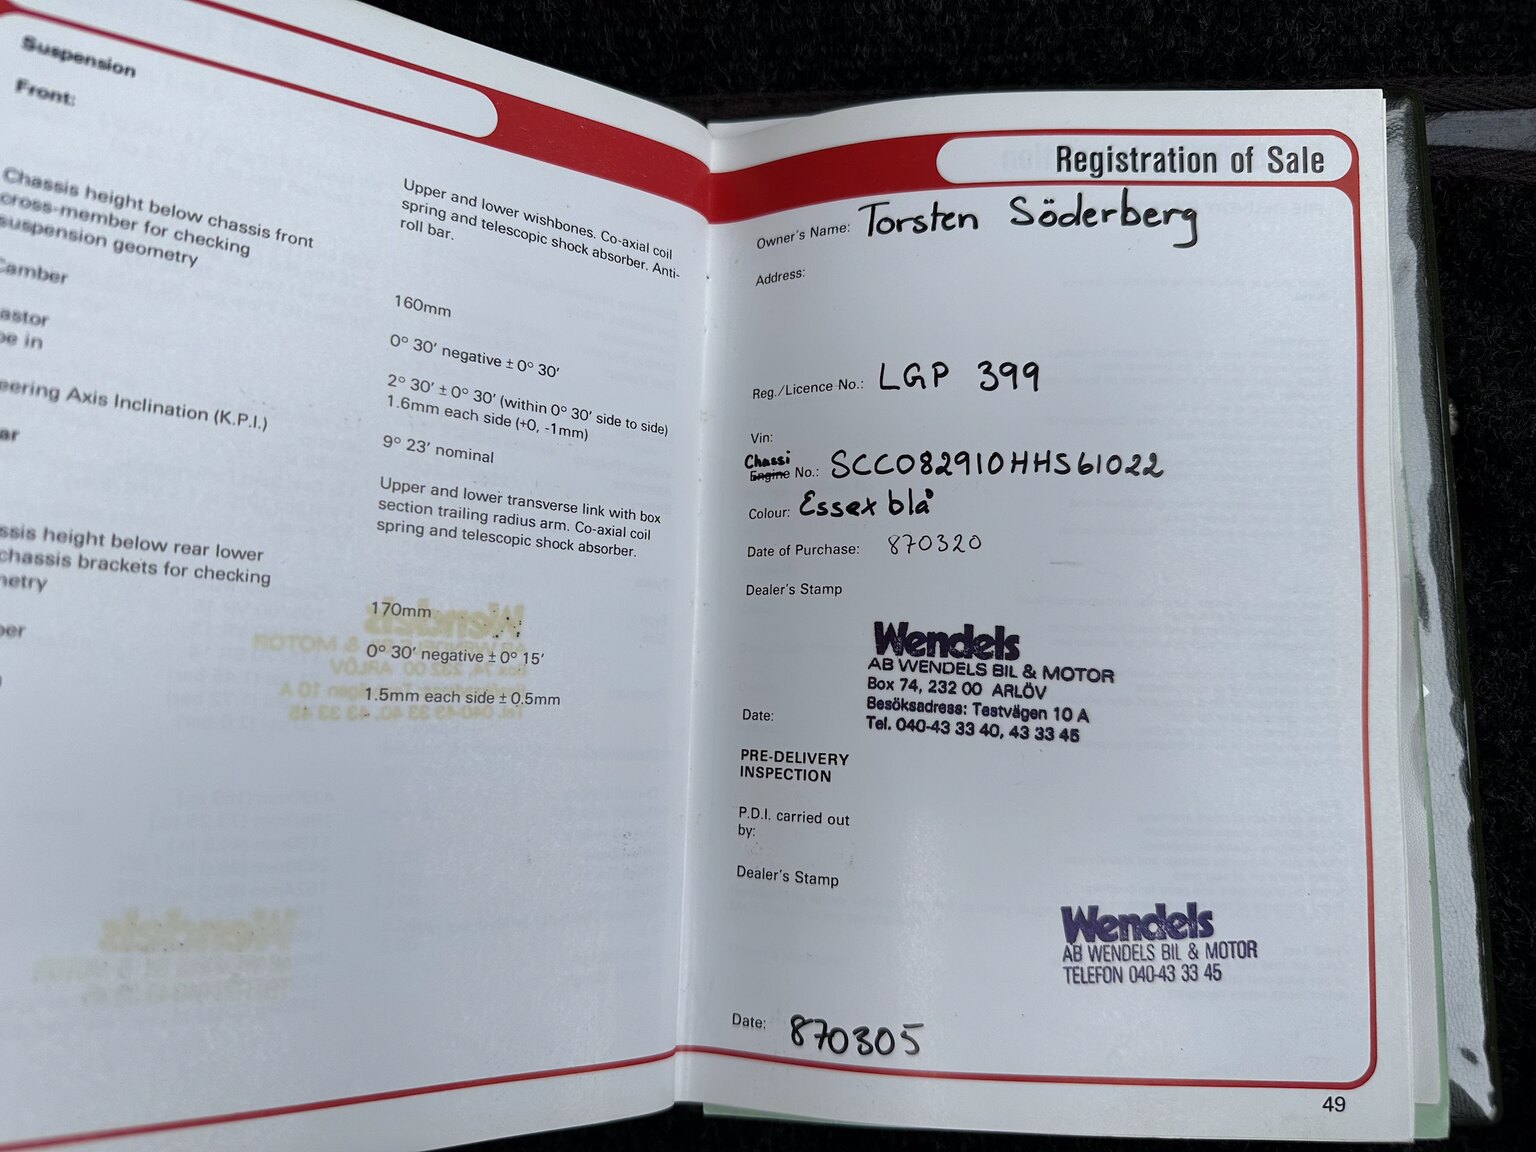 Suspension
Front:
Upper and lower wishbones. Co-axial coil
spring and telescopic shock absorber. Anti-
roll bar.
Chassis height below chassis front
cross-member for checking
suspension geometry
160mm
Camber
0° 30′ negative ± 0° 30′
2° 30′ ± 0° 30′ (within 0° 30′ side to side)
1.6mm each side (+0, -1mm)
Axis Inclination (K.P.I.)
9° 23′ nominal
Upper and lower transverse link with box
section trailing radius arm. Co-axial coil
spring and telescopic shock absorber.
height below rear lower
chassis brackets for checking
170mm
0° 30′ negative ± 0° 15′
1.5mm each side ± 0.5mm
Registration of Sale
Owner's Name: Torsten Söderberg
Address:
Reg./Licence No.: LGP 399
Vin:
Chassi
Engine No.: SCC082910HHS61022
Colour: Essex blå
Date of Purchase: 870320
Dealer's Stamp
Wendels
AB WENDELS BIL & MOTOR
Box 74, 232 00 ARLÖV
Besöksadress: Testvägen 10 A
Tel. 040-43 33 40, 43 33 45
Date:
PRE-DELIVERY
INSPECTION
P.D.I. carried out
by:
Dealer's Stamp
Wendels
AB WENDELS BIL & MOTOR
TELEFON 040-43 33 45
Date: 870305
49